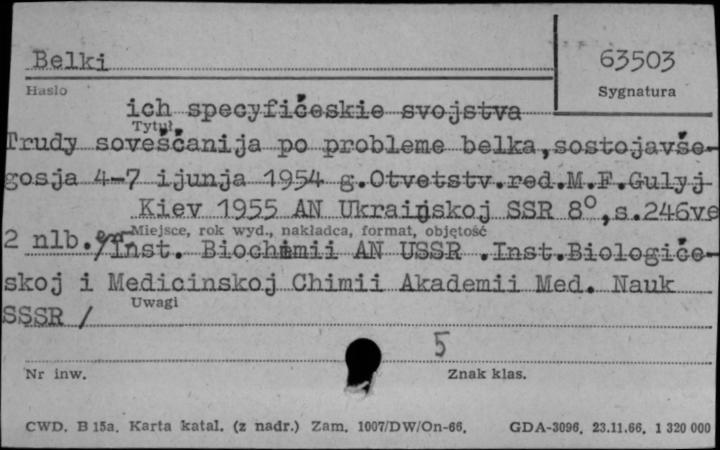 Belki
63503
Hasło
Sygnatura
ich specyfičeskie svojstva
Tytuł
Trudy soveščanija po probleme belka,sostojavše-
gosja 4-7 ijunja 1954 g.Otvetstv.red.M.F.Gulyj
Kiev 1955 AN Ukrainskoj SSR 8°,s.246
Miejsce, rok wyd., nakładca, format, objętość
2 nlb.
/Inst. Biochimii AN USSR .Inst.Biologiče-
skoj i Medicinskoj Chimii Akademii Med. Nauk
Uwagi
SSSR /
5
Nr inw.
Znak klas.
CWD. B 15a. Karta katal. (z nadr.) Zam. 1007/DW/On-66. GDA-3096, 23.11.66. 1 320 000